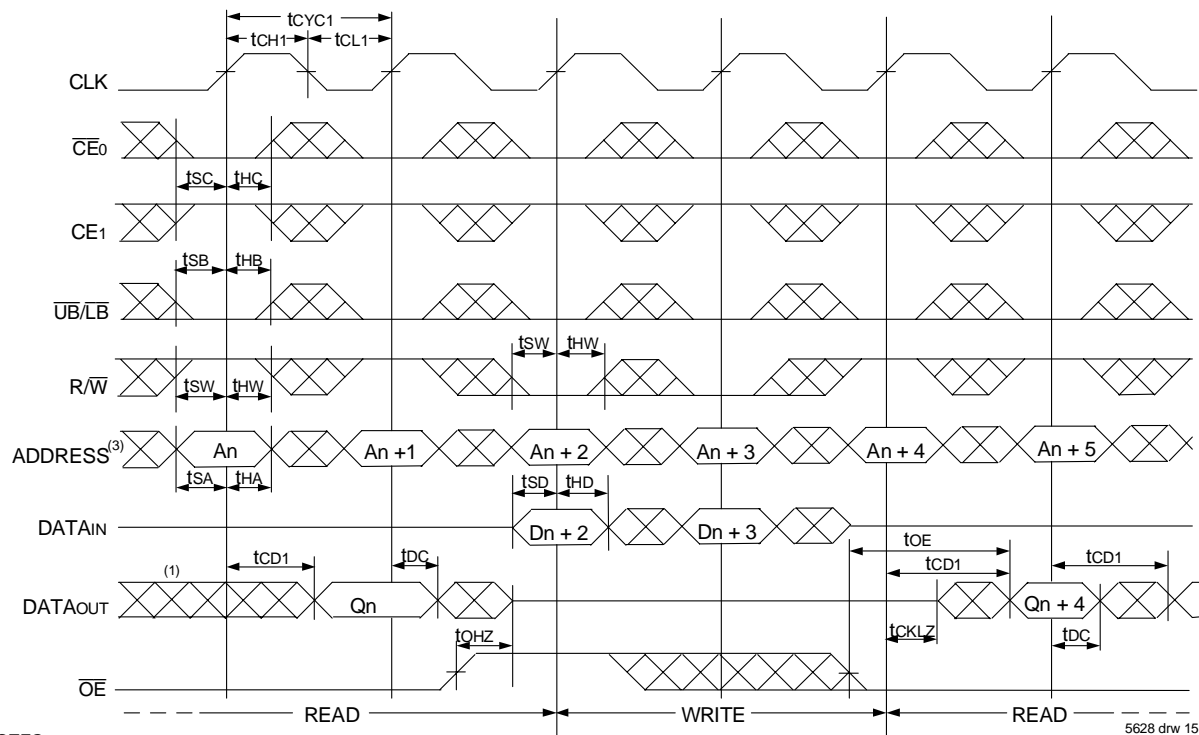 tCYC1
tCH1 tCL1
CLK
CE0
tSC tHC
CE1
tSB tHB
UB/LB
tSW tHW
R/W
tSW tHW
ADDRESS(3) An An +1 An + 2 An + 3 An + 4 An + 5
tSA tHA
tSD tHD
DATAIN Dn + 2 Dn + 3
tOE
tCD1 tDC tCD1 tCD1
(1)
DATAOUT Qn Qn + 4
tCKLZ tDC
tOHZ
OE
READ WRITE READ
5628 drw 15